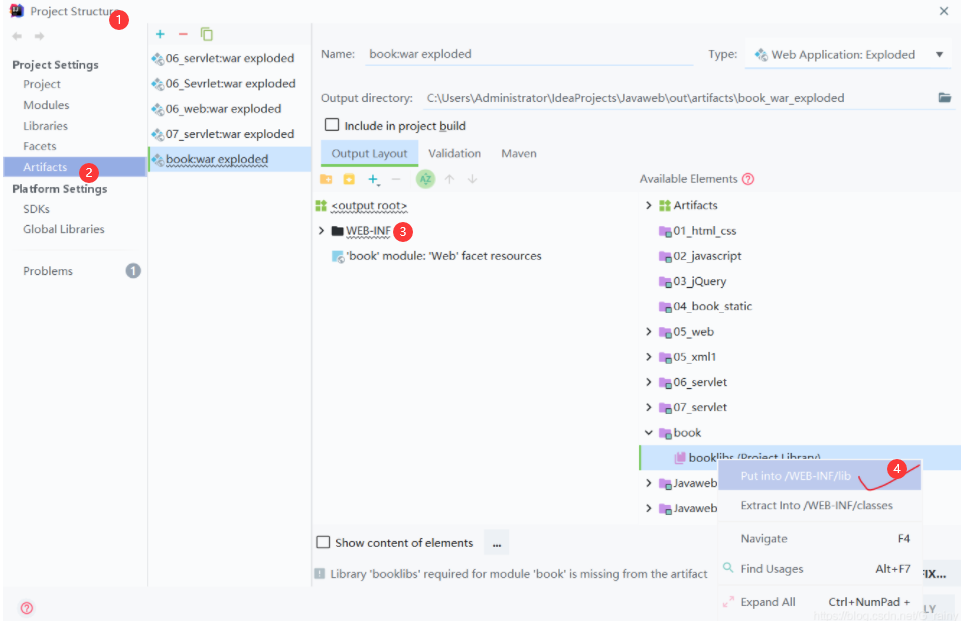 Project Structure
1
Project Settings
Project
Modules
Libraries
Facets
Artifacts
2
Platform Settings
SDKs
Global Libraries
Problems
1
06_servlet:war exploded
06_Sevrlet:war exploded
06_web:war exploded
07_servlet:war exploded
book:war exploded
Name: book:war exploded
Type: Web Application: Exploded
Output directory: C:\Users\Administrator\IdeaProjects\Javaweb\out\artifacts\book_war_exploded
Include in project build
Output Layout Validation Maven
AZ
<output root>
WEB-INF
3
'book' module: 'Web' facet resources
Available Elements ?
Artifacts
01_html_css
02_javascript
03_jQuery
04_book_static
05_web
05_xml1
06_servlet
07_servlet
book
booklibs (Project Library)
Javaweb
Javaweb
Put into /WEB-INF/lib
4
Extract Into /WEB-INF/classes
Navigate F4
Find Usages Alt+F7
Expand All Ctrl+NumPad +
Show content of elements ...
! Library 'booklibs' required for module 'book' is missing from the artifact
IX...
LY
?